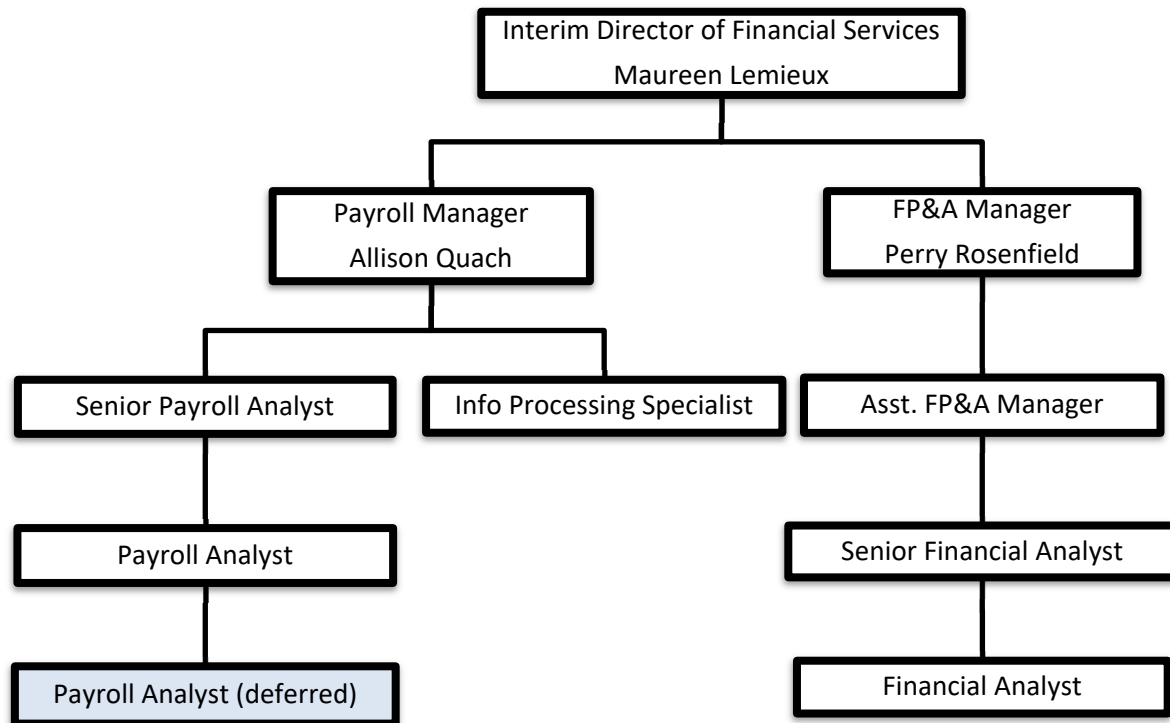 Interim Director of Financial Services
Maureen Lemieux
Payroll Manager
Allison Quach
FP&A Manager
Perry Rosenfield
Senior Payroll Analyst
Info Processing Specialist
Asst. FP&A Manager
Payroll Analyst
Senior Financial Analyst
Payroll Analyst (deferred)
Financial Analyst